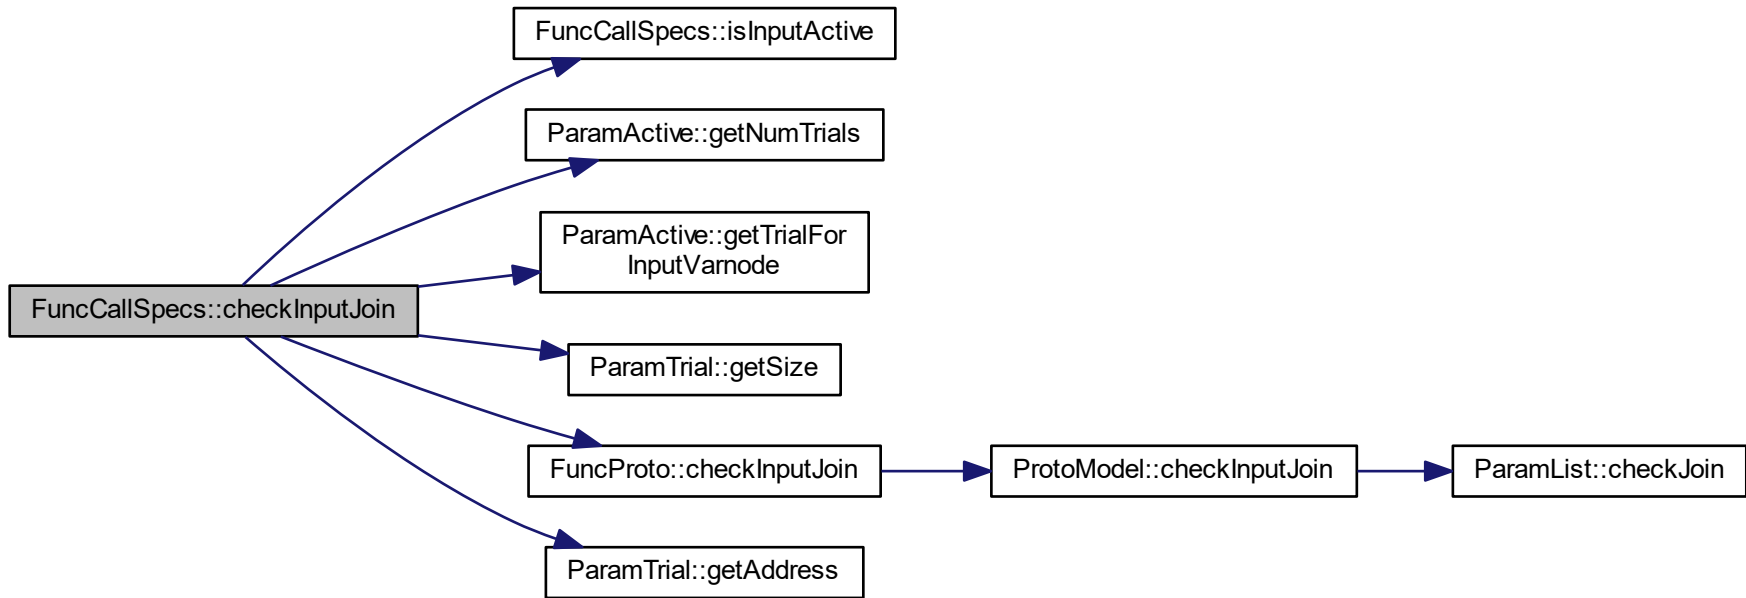 FuncCallSpecs::isInputActive
ParamActive::getNumTrials
ParamActive::getTrialFor
InputVarnode
FuncCallSpecs::checkInputJoin
ParamTrial::getSize
FuncProto::checkInputJoin
ProtoModel::checkInputJoin
ParamList::checkJoin
ParamTrial::getAddress